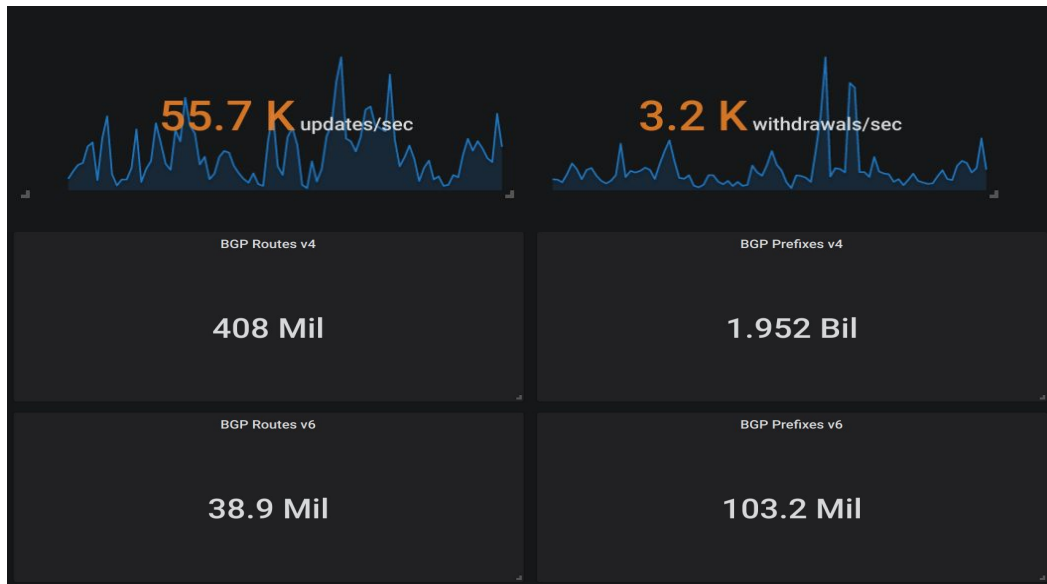 55.7 K updates/sec
3.2 K withdrawals/sec
BGP Routes v4
408 Mil
BGP Prefixes v4
1.952 Bil
BGP Routes v6
38.9 Mil
BGP Prefixes v6
103.2 Mil